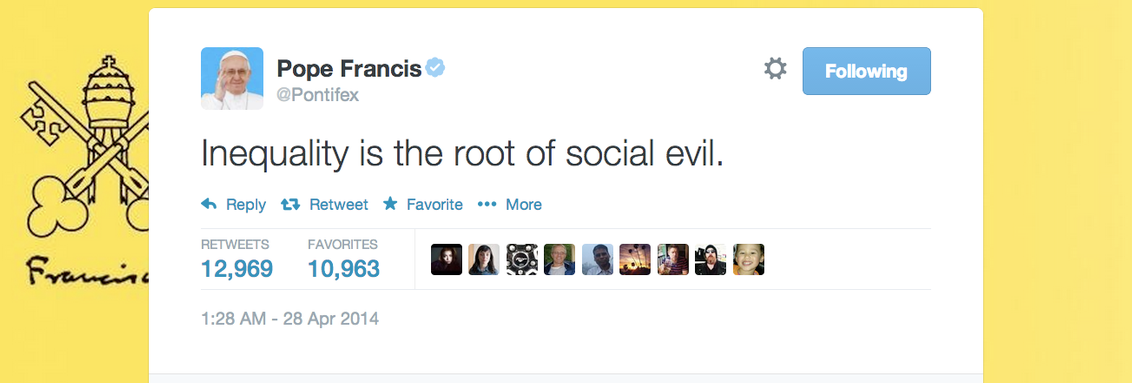 Pope Francis
@Pontifex
Following
Inequality is the root of social evil.
Reply Retweet Favorite More
RETWEETS FAVORITES
12,969 10,963
1:28 AM - 28 Apr 2014